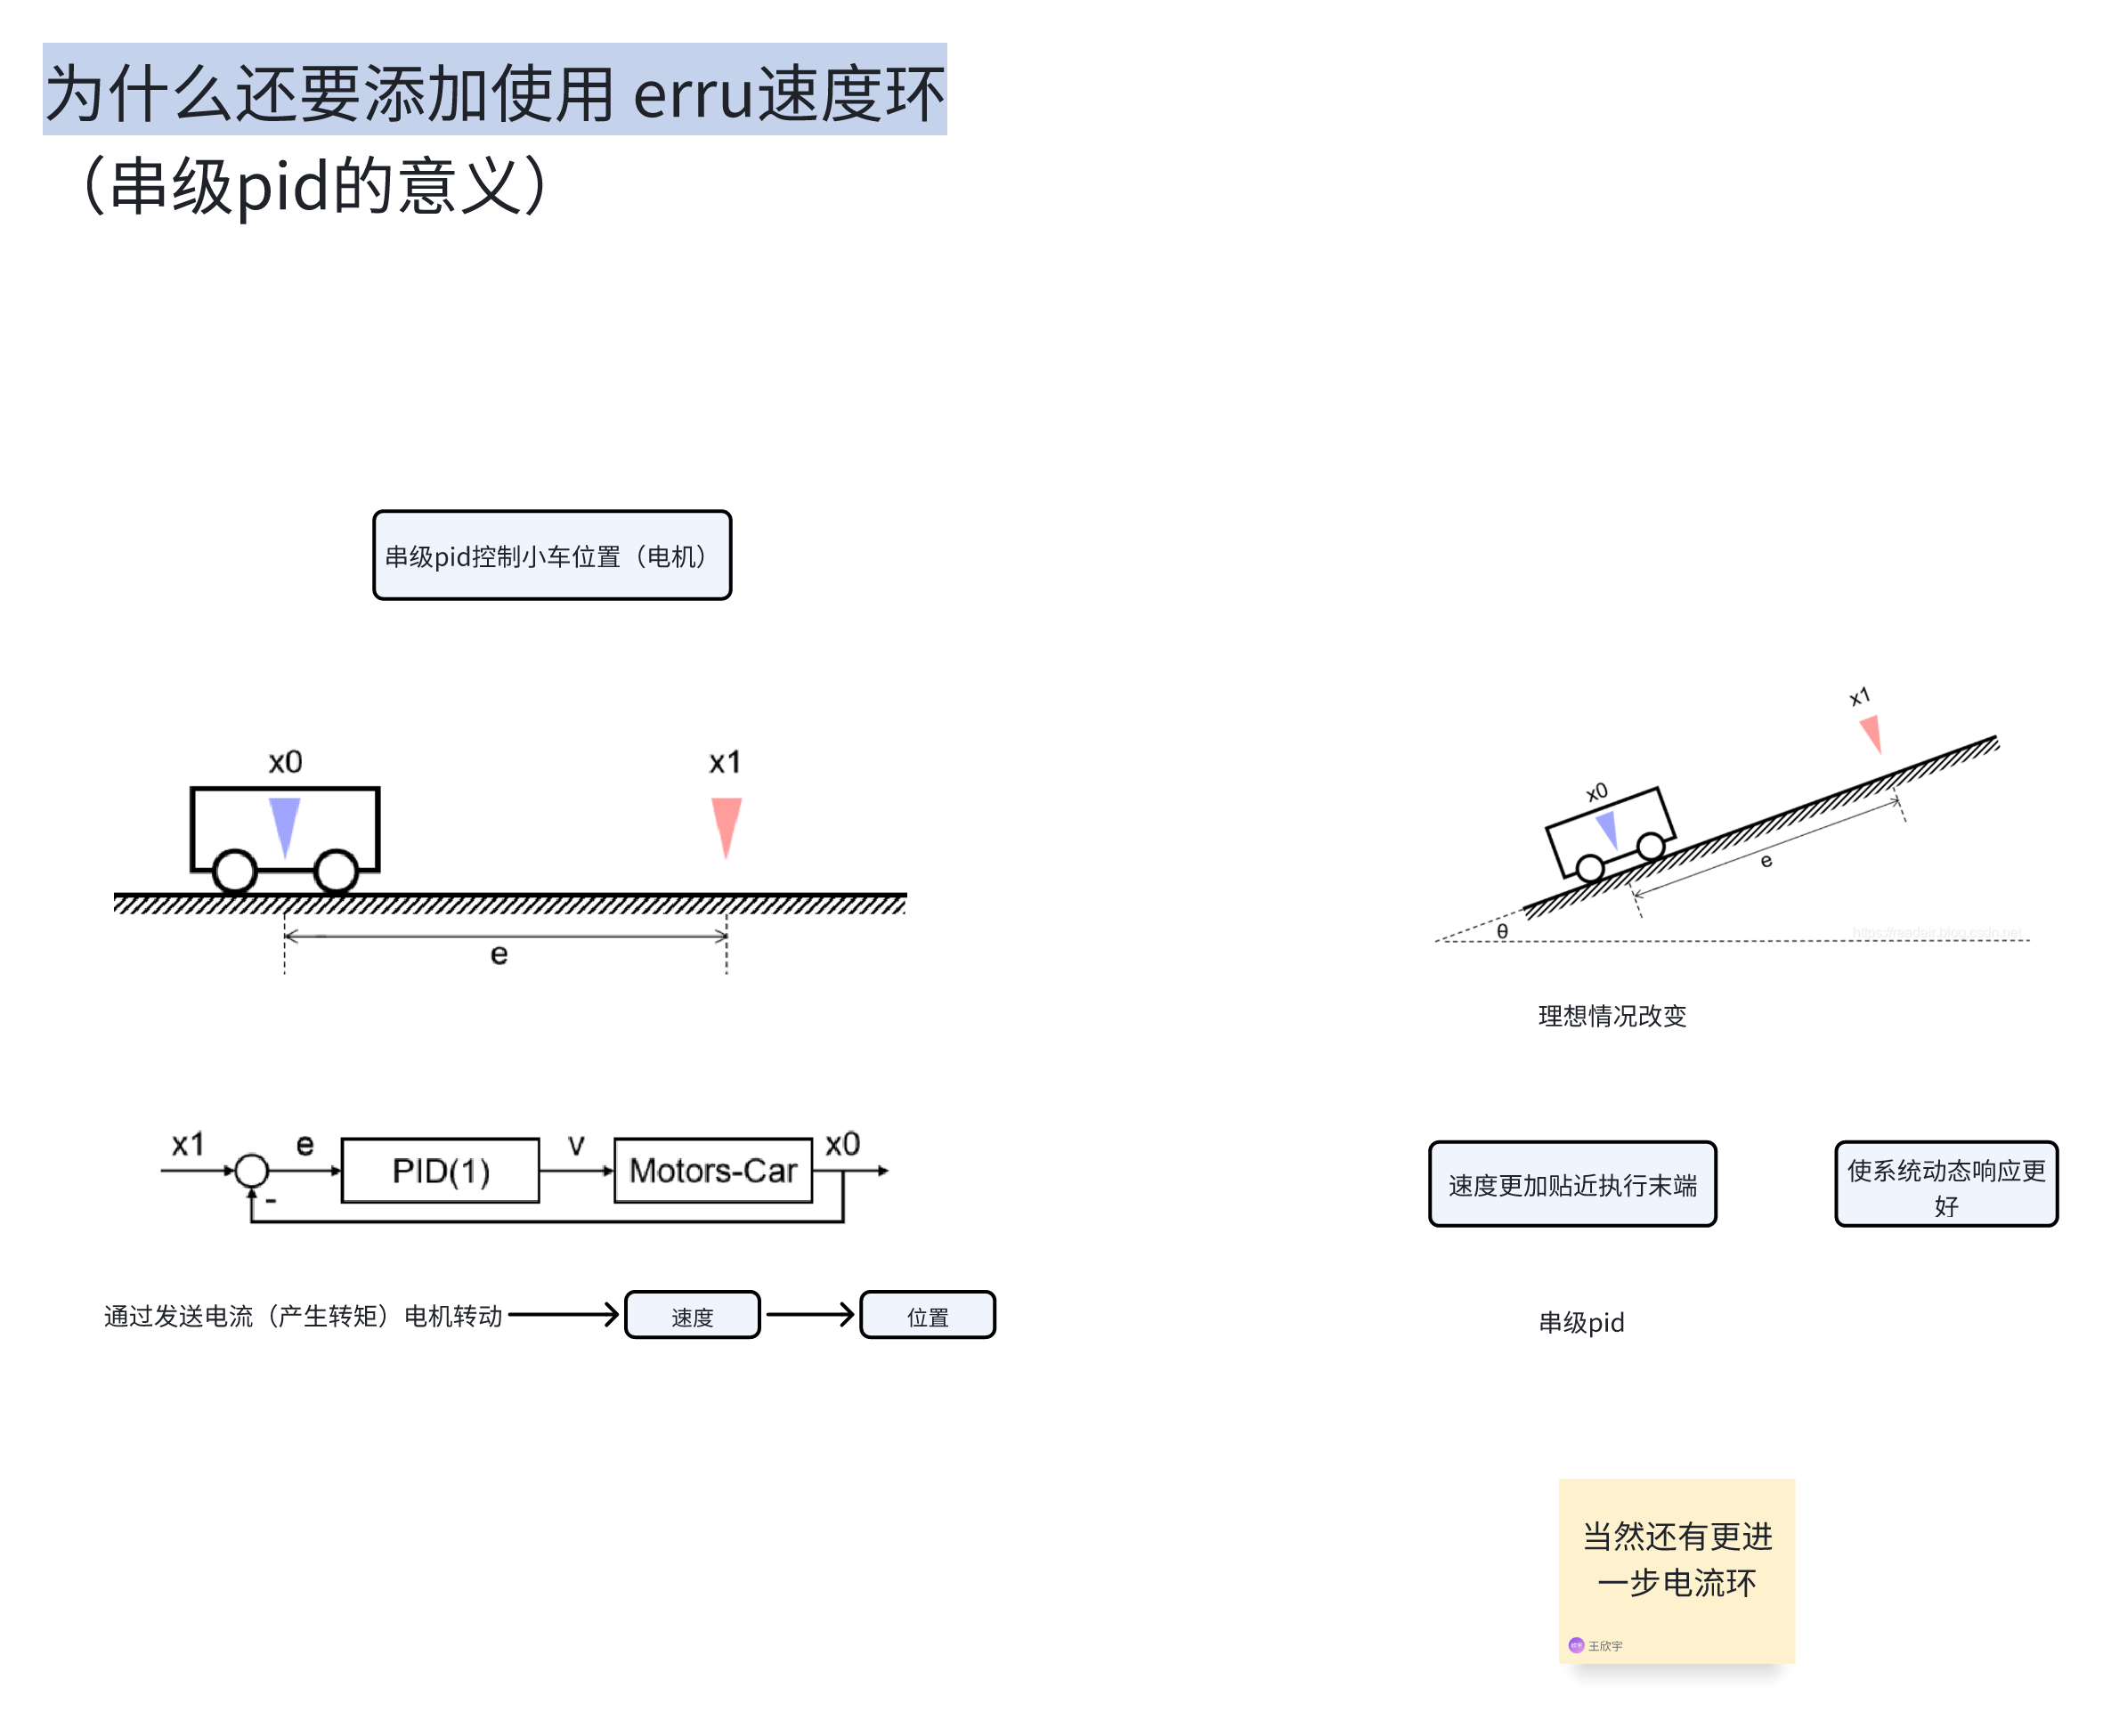 为什么还要添加使用 erru速度环
（串级pid的意义）
串级pid控制小车位置（电机）
x0
x1
e
x1
x0
e
θ
https://readair.blog.csdn.net
理想情况改变
x1
e
PID(1)
v
Motors-Car
x0
-
速度更加贴近执行末端
使系统动态响应更
好
通过发送电流（产生转矩）电机转动
速度
位置
串级pid
当然还有更进
一步电流环
王欣宇